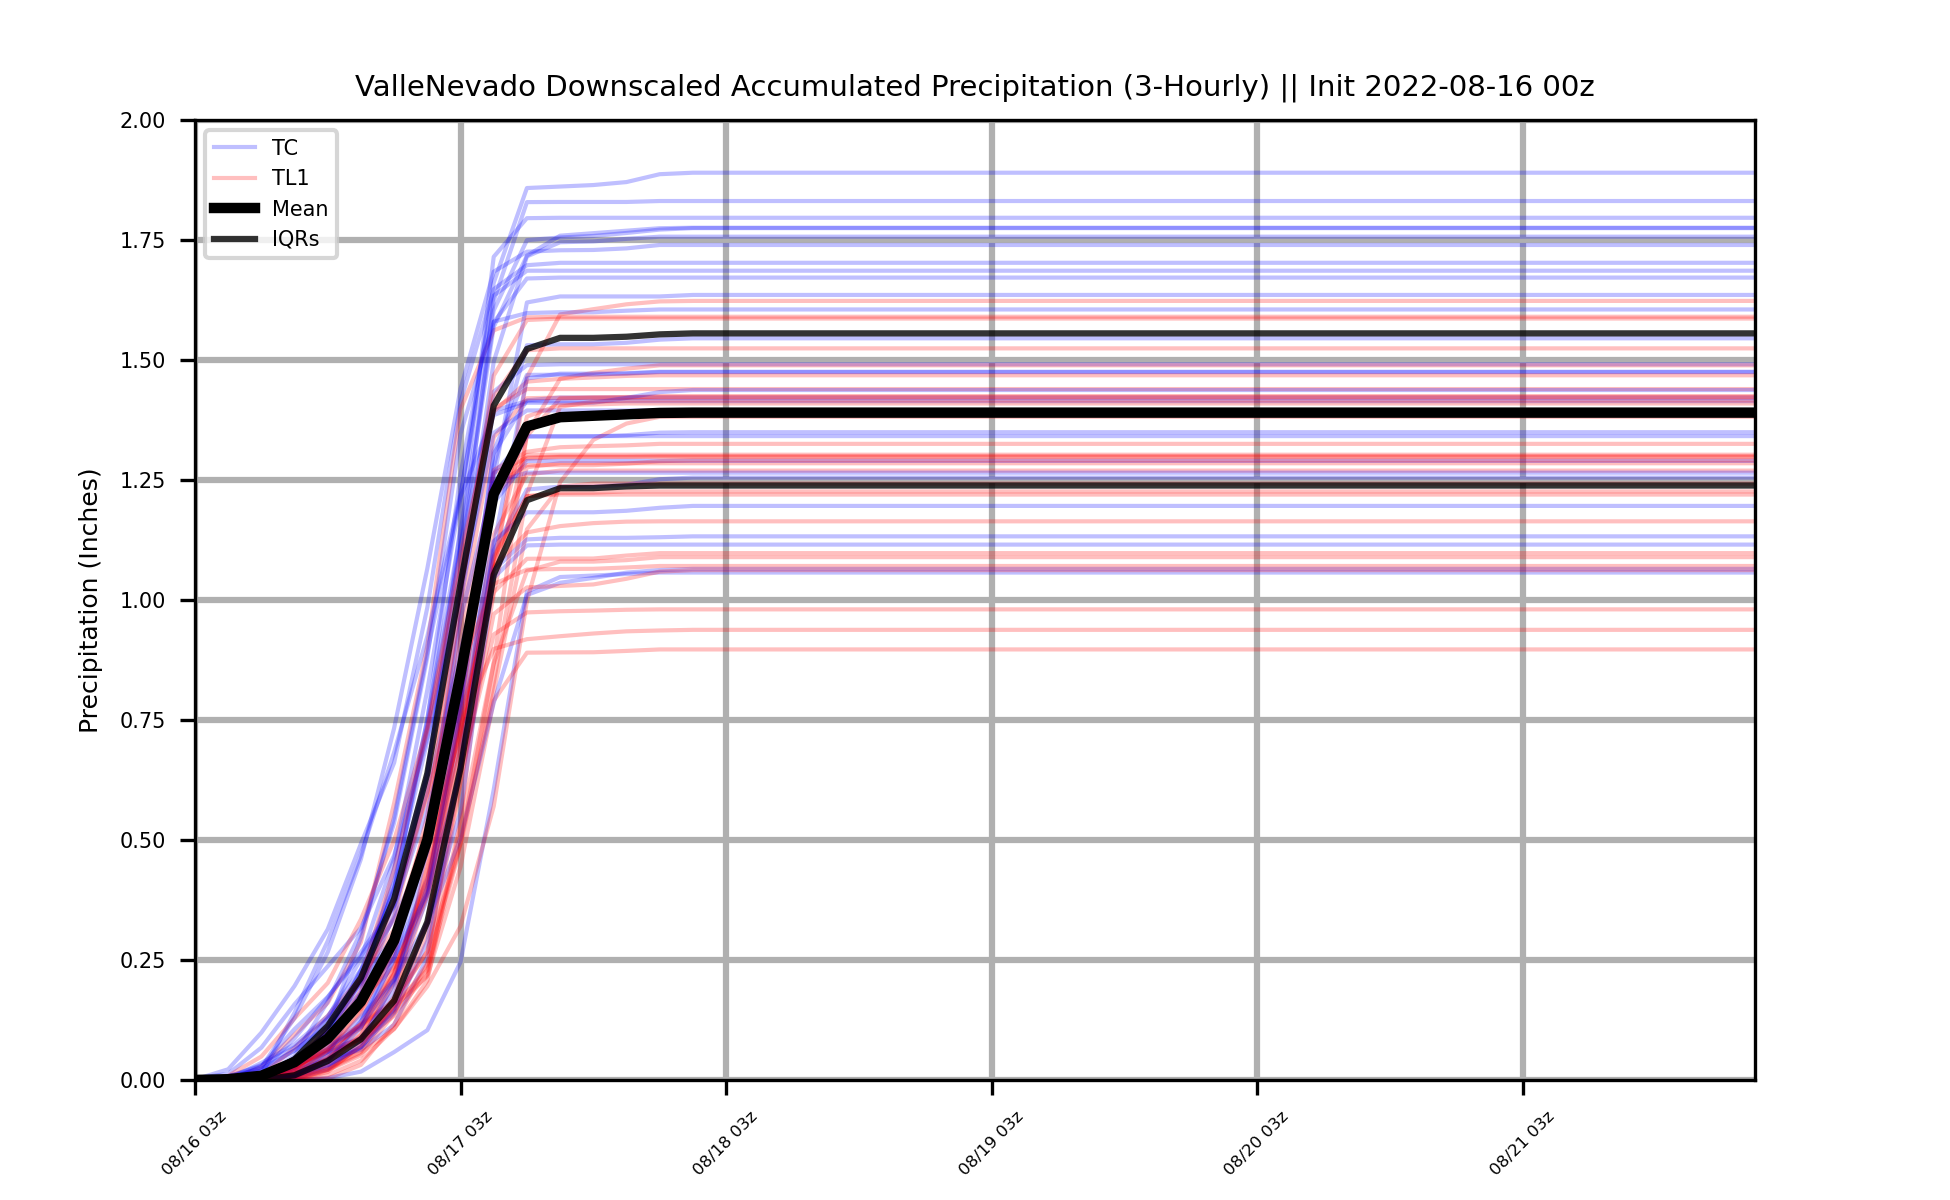 ValleNevado Downscaled Accumulated Precipitation (3-Hourly) || Init 2022-08-16 00z
TC
TL1
Mean
IQRs
Precipitation (Inches)
2.00
1.75
1.50
1.25
1.00
0.75
0.50
0.25
0.00
08/16 03z
08/17 03z
08/18 03z
08/19 03z
08/20 03z
08/21 03z